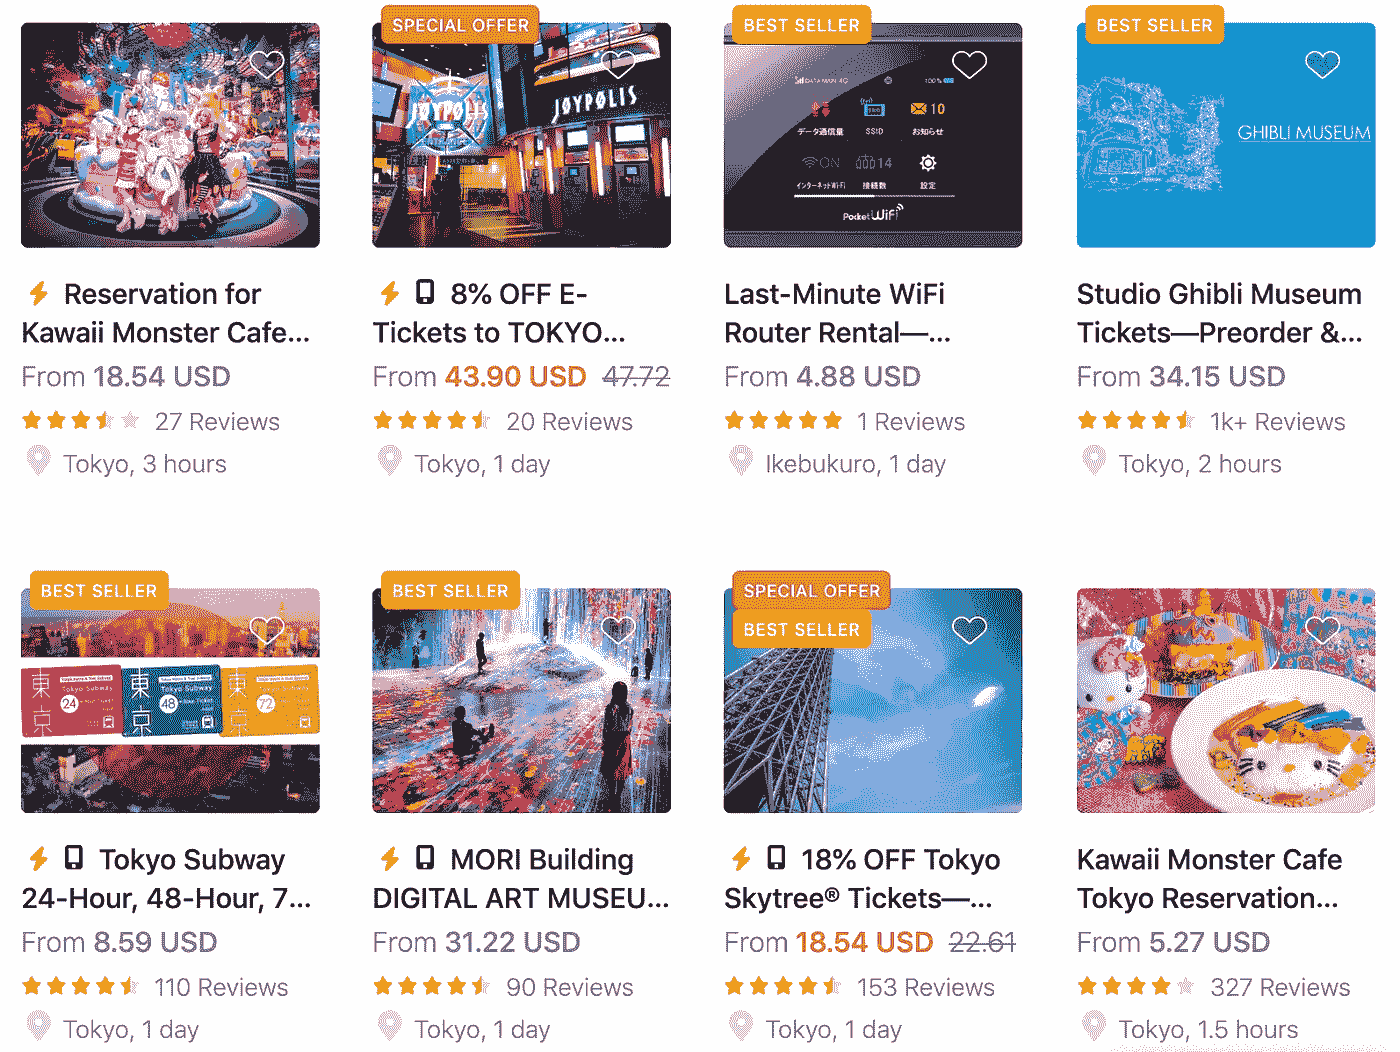 SPECIAL OFFER
BEST SELLER
BEST SELLER
JOYPOLIS
JOYPOLIS
DATA MAN 4G
100%
10
データ通信量 SSID お知らせ
ON 14
インターネットWi-Fi 接続数 設定
Pocket WiFi
GHIBLI MUSEUM
Reservation for
Kawaii Monster Cafe...
From 18.54 USD
27 Reviews
Tokyo, 3 hours
8% OFF E-
Tickets to TOKYO...
From 43.90 USD 47.72
20 Reviews
Tokyo, 1 day
Last-Minute WiFi
Router Rental—...
From 4.88 USD
1 Reviews
Ikebukuro, 1 day
Studio Ghibli Museum
Tickets—Preorder &...
From 34.15 USD
1k+ Reviews
Tokyo, 2 hours
BEST SELLER
BEST SELLER
SPECIAL OFFER
BEST SELLER
東京
Tokyo Subway
24
東京
Tokyo Subway
48
東京
72
Tokyo Subway
24-Hour, 48-Hour, 7...
From 8.59 USD
110 Reviews
Tokyo, 1 day
MORI Building
DIGITAL ART MUSEU...
From 31.22 USD
90 Reviews
Tokyo, 1 day
18% OFF Tokyo
Skytree® Tickets—...
From 18.54 USD 22.61
153 Reviews
Tokyo, 1 day
Kawaii Monster Cafe
Tokyo Reservation...
From 5.27 USD
327 Reviews
Tokyo, 1.5 hours